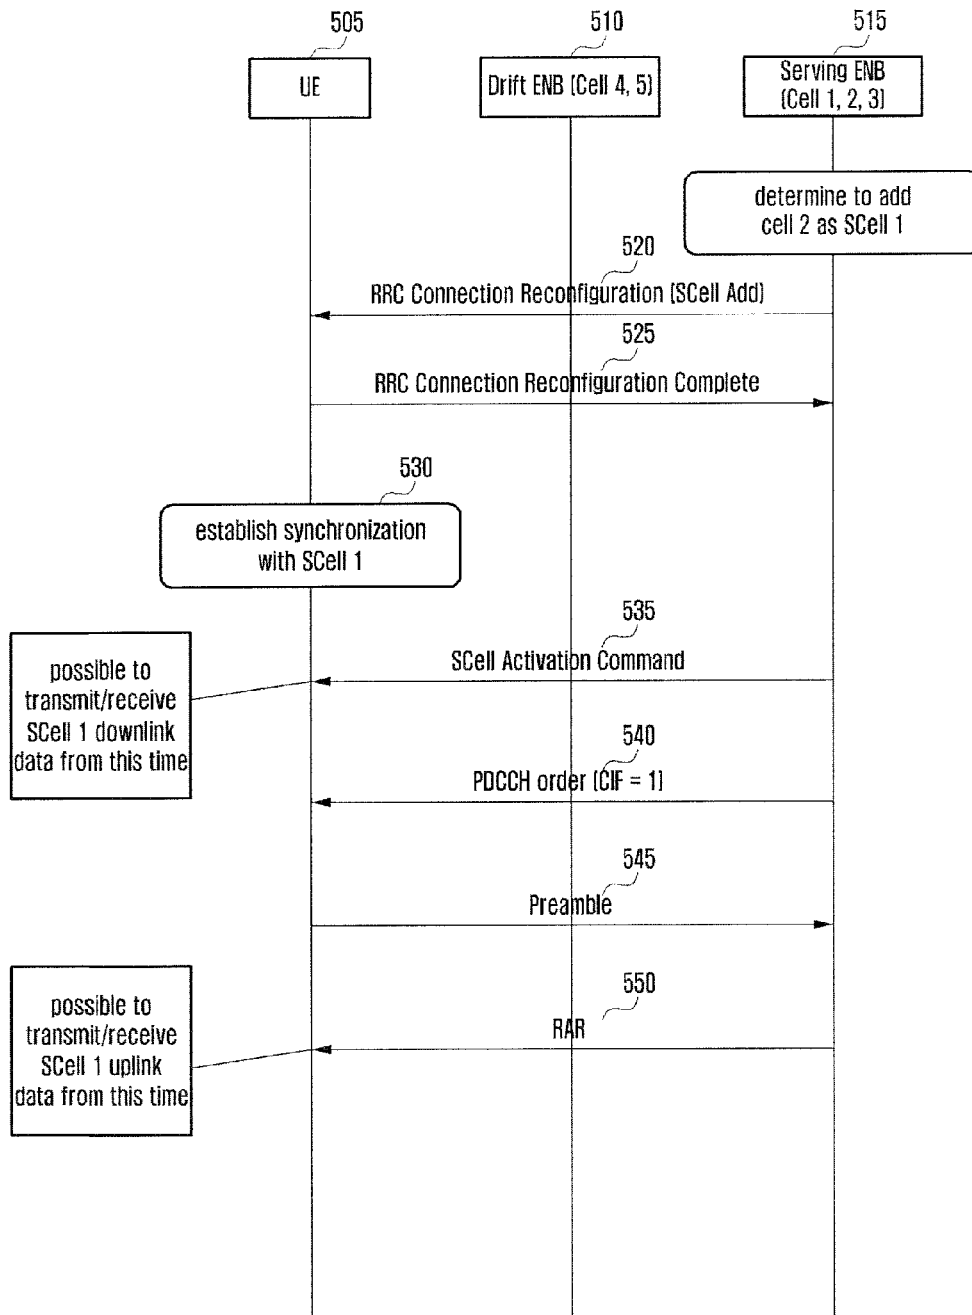 505
510
515
UE
Drift ENB (Cell 4, 5)
Serving ENB
(Cell 1, 2, 3)
determine to add
cell 2 as SCell 1
520
RRC Connection Reconfiguration (SCell Add)
525
RRC Connection Reconfiguration Complete
530
establish synchronization
with SCell 1
535
SCell Activation Command
possible to
transmit/receive
SCell 1 downlink
data from this time
540
PDCCH order (CIF = 1)
545
Preamble
550
RAR
possible to
transmit/receive
SCell 1 uplink
data from this time